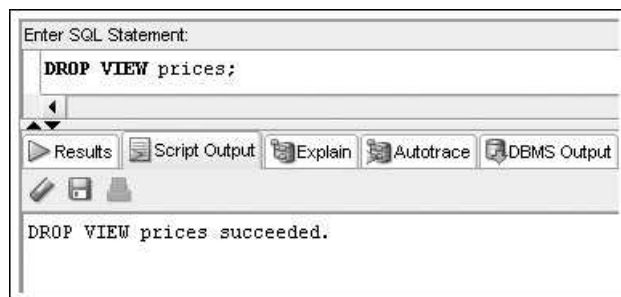 Enter SQL Statement:
DROP VIEW prices;
Results Script Output Explain Autotrace DBMS Output
DROP VIEW prices succeeded.